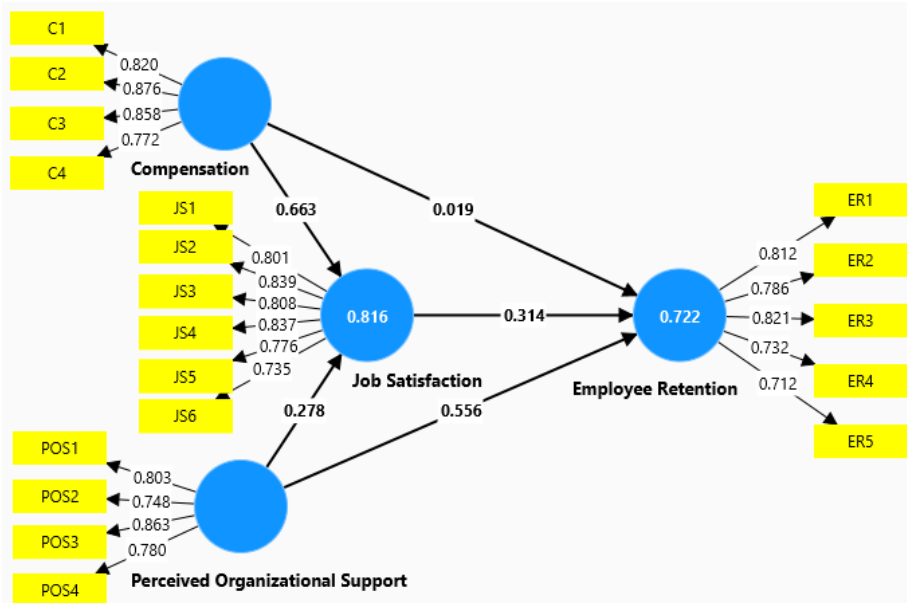 C1
C2
C3
C4
0.820
0.876
0.858
0.772
Compensation
JS1
JS2
JS3
JS4
JS5
JS6
0.801
0.839
0.808
0.837
0.776
0.735
0.663
0.019
0.816
0.314
0.722
Job Satisfaction
Employee Retention
0.278
0.556
ER1
ER2
ER3
ER4
ER5
0.812
0.786
0.821
0.732
0.712
POS1
POS2
POS3
POS4
0.803
0.748
0.863
0.780
Perceived Organizational Support